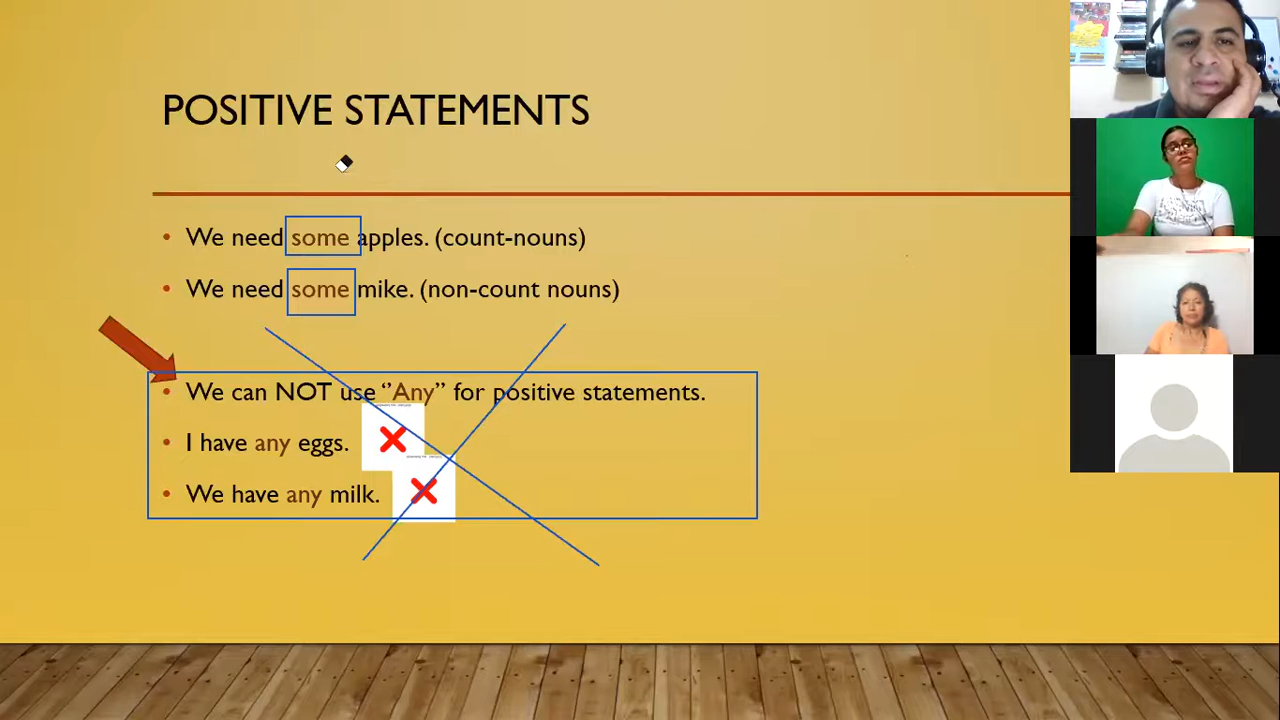 POSITIVE STATEMENTS
• We need some apples. (count-nouns)
• We need some mike. (non-count nouns)
• We can NOT use ‘’Any” for positive statements.
• I have any eggs.
• We have any milk.